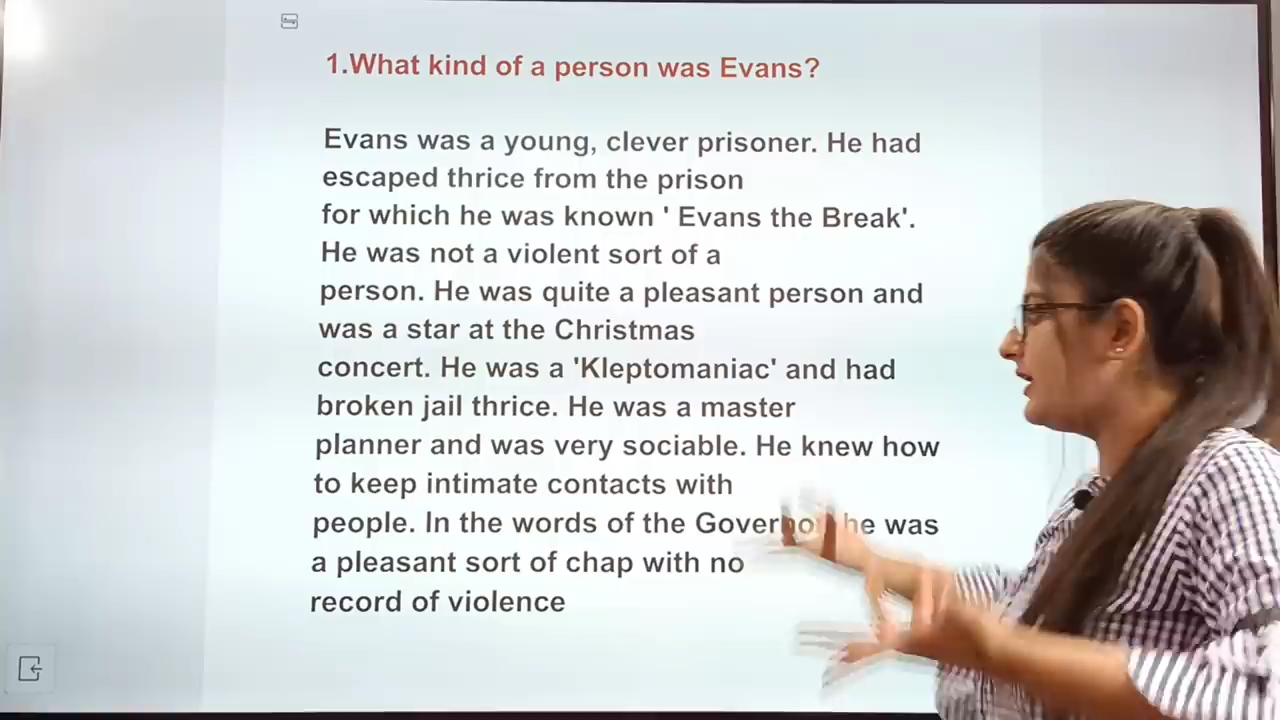 1.What kind of a person was Evans?
Evans was a young, clever prisoner. He had
escaped thrice from the prison
for which he was known ' Evans the Break'.
He was not a violent sort of a
person. He was quite a pleasant person and
was a star at the Christmas
concert. He was a 'Kleptomaniac' and had
broken jail thrice. He was a master
planner and was very sociable. He knew how
to keep intimate contacts with
people. In the words of the Governor he was
a pleasant sort of chap with no
record of violence